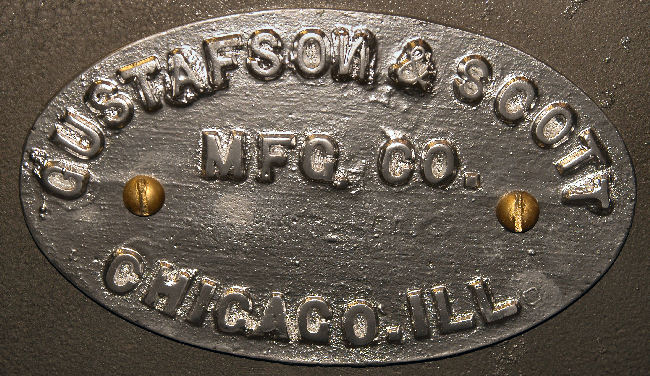 GUSTAFSON & SCOTT
MFG. CO.
CHICAGO. ILL.